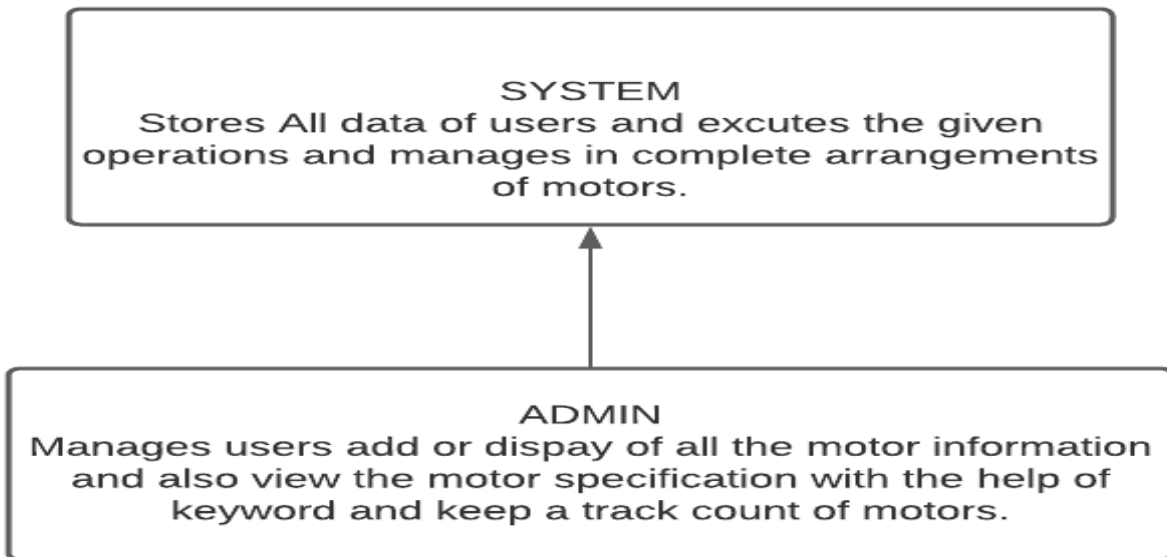 SYSTEM
Stores All data of users and excutes the given
operations and manages in complete arrangements
of motors.
ADMIN
Manages users add or dispay of all the motor information
and also view the motor specification with the help of
keyword and keep a track count of motors.